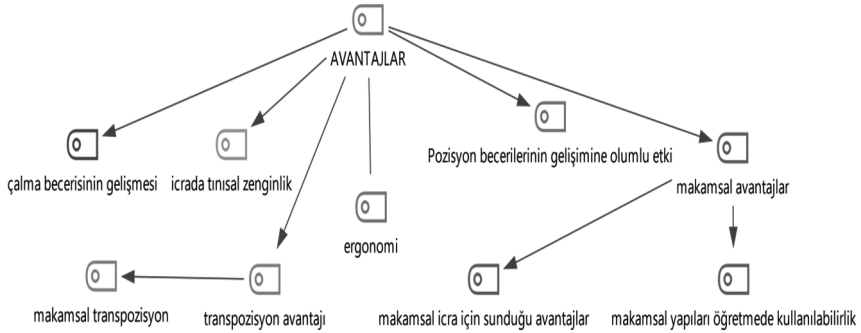 AVANTAJLAR
Pozisyon becerilerinin gelişimine olumlu etki
çalma becerisinin gelişmesi
icrada tınısal zenginlik
makamsal avantajlar
ergonomi
makamsal transpozisyon
transpozisyon avantajı
makamsal icra için sunduğu avantajlar
makamsal yapıları öğretmede kullanılabilirlik